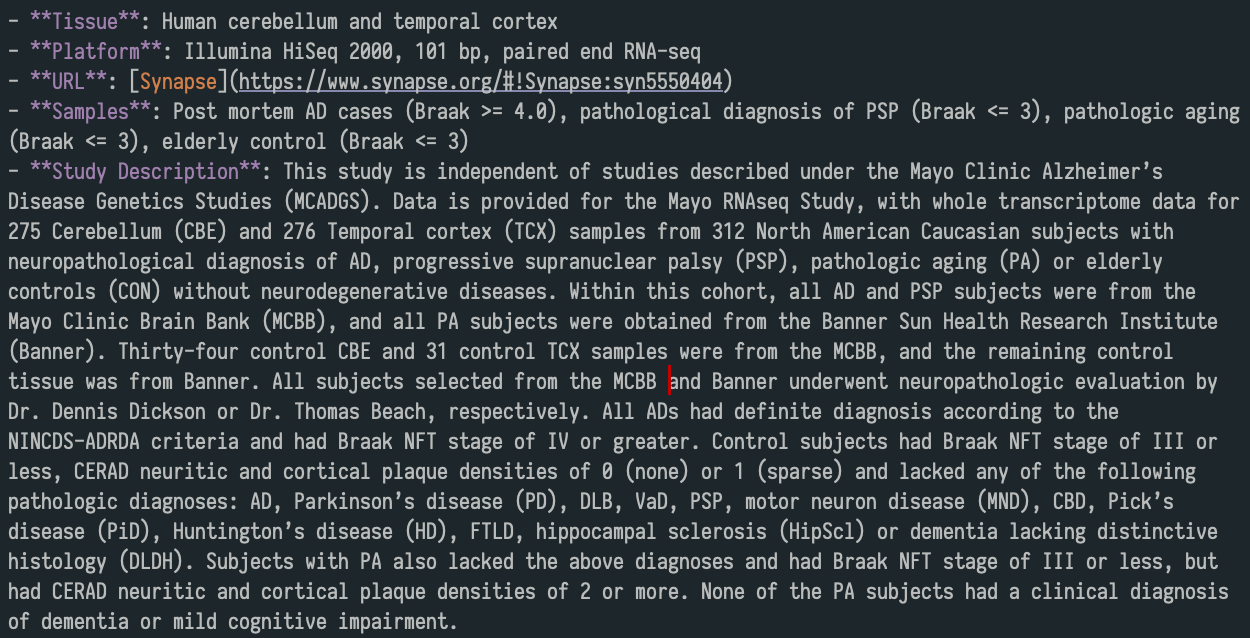 - **Tissue**: Human cerebellum and temporal cortex
- **Platform**: Illumina HiSeq 2000, 101 bp, paired end RNA-seq
- **URL**: [Synapse](https://www.synapse.org/#!Synapse:syn5550404)
- **Samples**: Post mortem AD cases (Braak >= 4.0), pathological diagnosis of PSP (Braak <= 3), pathologic aging
(Braak <= 3), elderly control (Braak <= 3)
- **Study Description**: This study is independent of studies described under the Mayo Clinic Alzheimer’s
Disease Genetics Studies (MCADGS). Data is provided for the Mayo RNAseq Study, with whole transcriptome data for
275 Cerebellum (CBE) and 276 Temporal cortex (TCX) samples from 312 North American Caucasian subjects with
neuropathological diagnosis of AD, progressive supranuclear palsy (PSP), pathologic aging (PA) or elderly
controls (CON) without neurodegenerative diseases. Within this cohort, all AD and PSP subjects were from the
Mayo Clinic Brain Bank (MCBB), and all PA subjects were obtained from the Banner Sun Health Research Institute
(Banner). Thirty-four control CBE and 31 control TCX samples were from the MCBB, and the remaining control
tissue was from Banner. All subjects selected from the MCBB and Banner underwent neuropathologic evaluation by
Dr. Dennis Dickson or Dr. Thomas Beach, respectively. All ADs had definite diagnosis according to the
NINCDS-ADRDA criteria and had Braak NFT stage of IV or greater. Control subjects had Braak NFT stage of III or
less, CERAD neuritic and cortical plaque densities of 0 (none) or 1 (sparse) and lacked any of the following
pathologic diagnoses: AD, Parkinson’s disease (PD), DLB, VaD, PSP, motor neuron disease (MND), CBD, Pick’s
disease (PiD), Huntington’s disease (HD), FTLD, hippocampal sclerosis (HipScl) or dementia lacking distinctive
histology (DLDH). Subjects with PA also lacked the above diagnoses and had Braak NFT stage of III or less, but
had CERAD neuritic and cortical plaque densities of 2 or more. None of the PA subjects had a clinical diagnosis
of dementia or mild cognitive impairment.